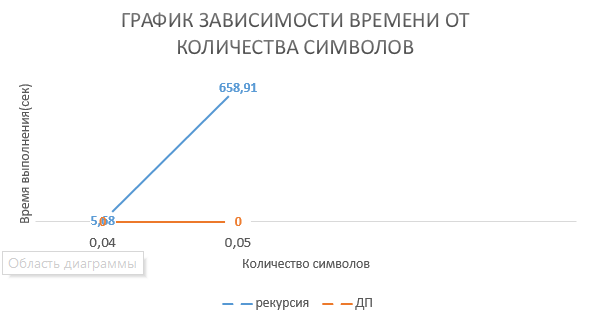 ГРАФИК ЗАВИСИМОСТИ ВРЕМЕНИ ОТ
КОЛИЧЕСТВА СИМВОЛОВ
Время выполнения(сек)
658,91
5,68
0
0
0,04
0,05
Область диаграммы
Количество символов
рекурсия
ДП